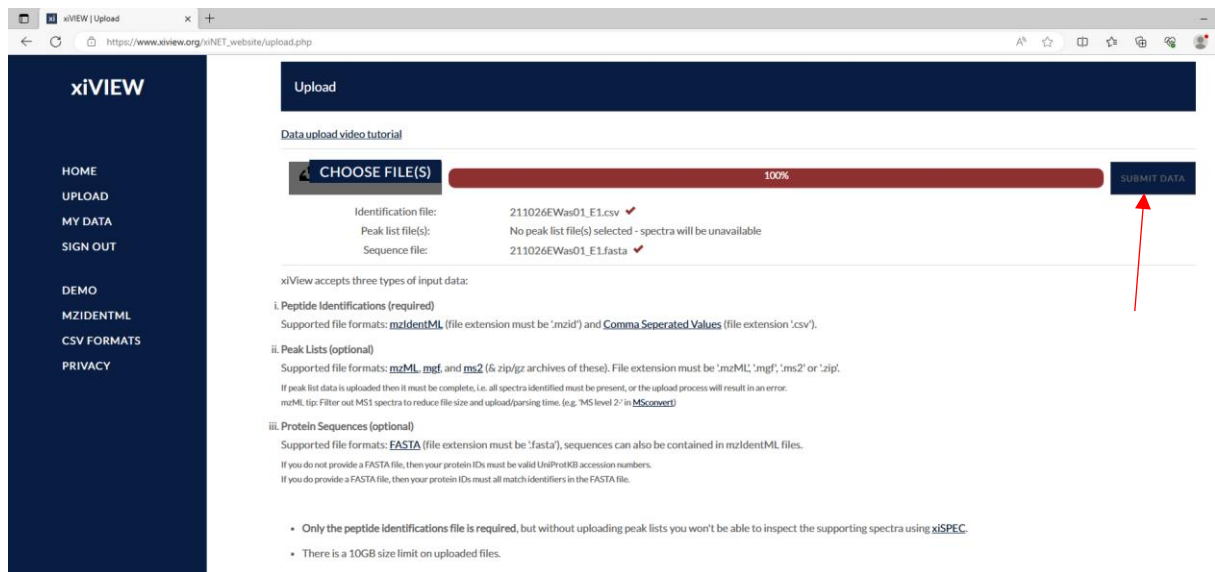 xiVIEW | Upload
https://www.xiview.org/xiNET_website/upload.php
xiVIEW
HOME
UPLOAD
MY DATA
SIGN OUT
DEMO
MZIDENTML
CSV FORMATS
PRIVACY
Upload
Data upload video tutorial
CHOOSE FILE(S)
100%
SUBMIT DATA
Identification file: 211026EWas01_E1.csv ✔
Peak list file(s): No peak list file(s) selected - spectra will be unavailable
Sequence file: 211026EWas01_E1.fasta ✔
xiView accepts three types of input data:
i. Peptide Identifications (required)
Supported file formats: mzIdentML (file extension must be '.mzid') and Comma Seperated Values (file extension '.csv').
ii. Peak Lists (optional)
Supported file formats: mzML, mgf, and ms2 (& zip/gz archives of these). File extension must be '.mzML', '.mgf', '.ms2' or '.zip'.
If peak list data is uploaded then it must be complete, i.e. all spectra identified must be present, or the upload process will result in an error.
mzML tip: Filter out MS1 spectra to reduce file size and upload/parsing time. (e.g. 'MS level 2-' in MSconvert)
iii. Protein Sequences (optional)
Supported file formats: FASTA (file extension must be '.fasta'), sequences can also be contained in mzIdentML files.
If you do not provide a FASTA file, then your protein IDs must be valid UniProtKB accession numbers.
If you do provide a FASTA file, then your protein IDs must all match identifiers in the FASTA file.
• Only the peptide identifications file is required, but without uploading peak lists you won't be able to inspect the supporting spectra using xiSPEC.
• There is a 10GB size limit on uploaded files.